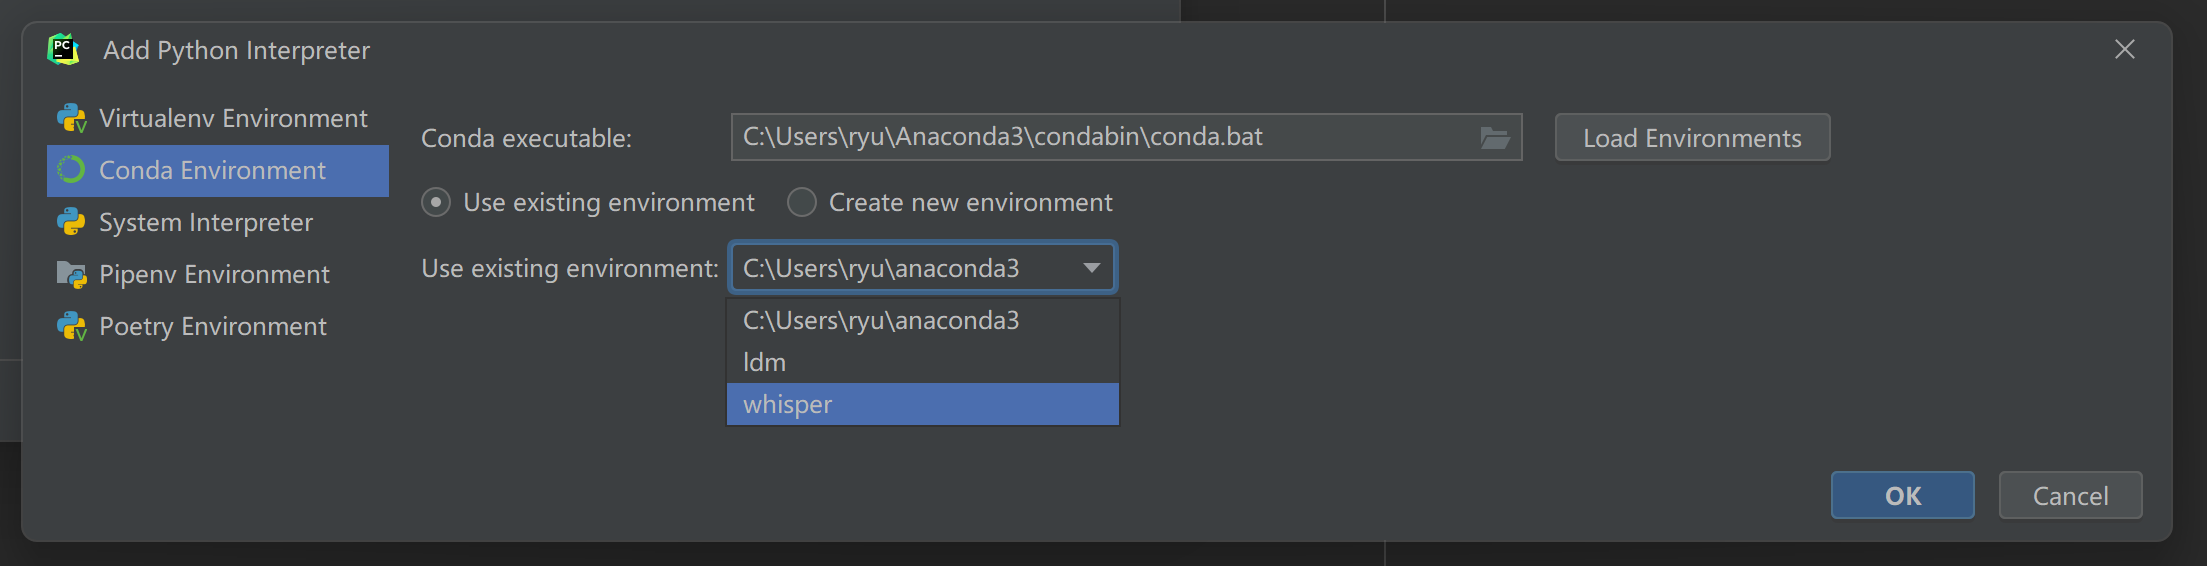 PC
Add Python Interpreter
Virtualenv Environment
Conda Environment
System Interpreter
Pipenv Environment
Poetry Environment
Conda executable: C:\Users\ryu\Anaconda3\condabin\conda.bat Load Environments
Use existing environment Create new environment
Use existing environment: C:\Users\ryu\anaconda3
C:\Users\ryu\anaconda3
ldm
whisper
OK Cancel